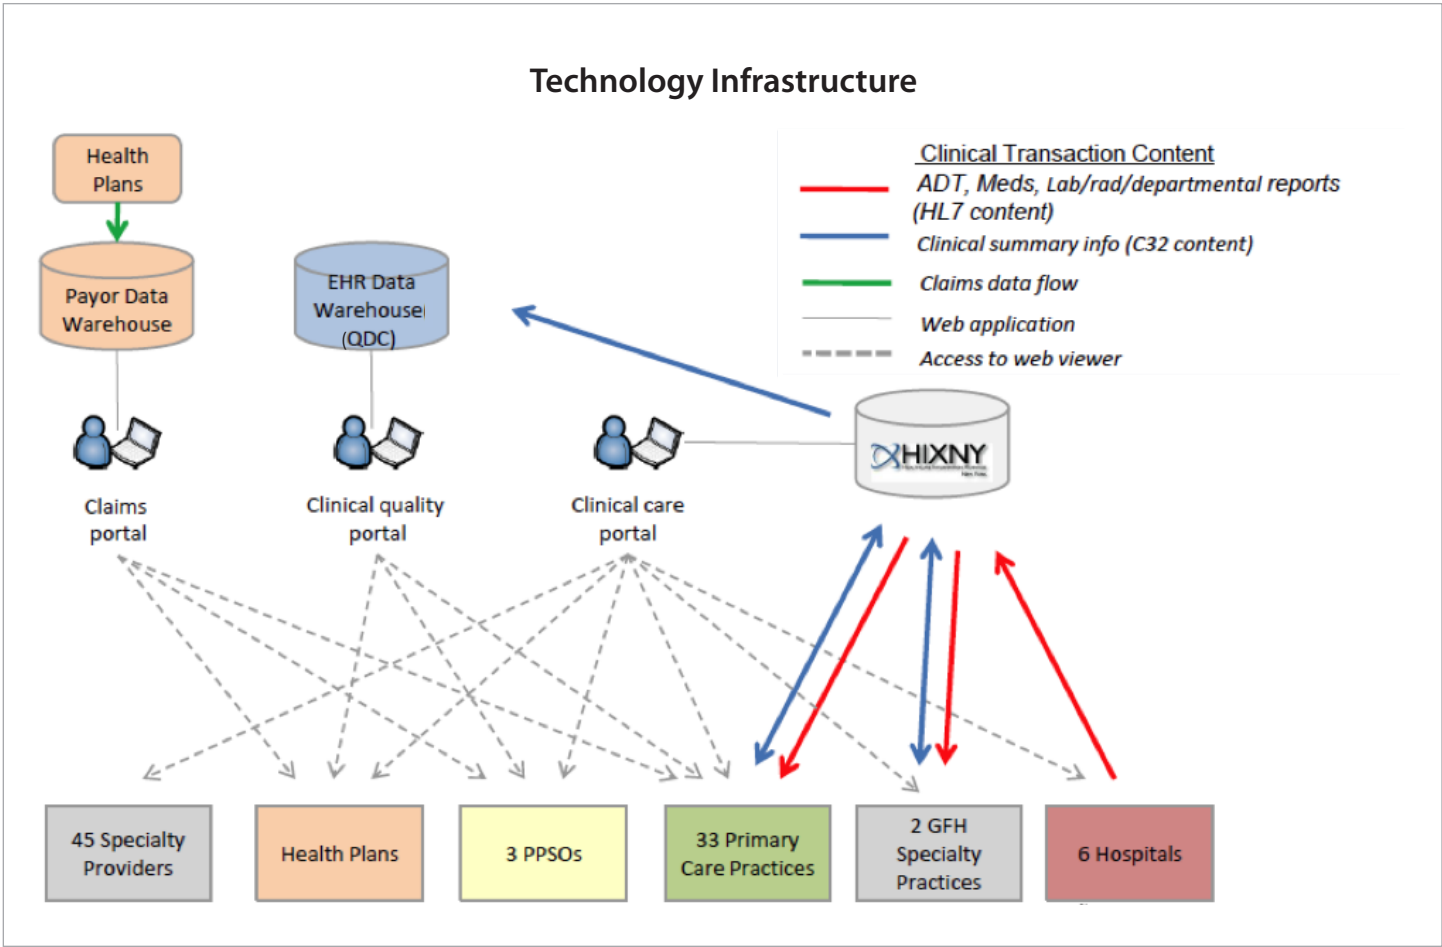 Technology Infrastructure
Health
Plans
Clinical Transaction Content
ADT, Meds, Lab/rad/departmental reports
(HL7 content)
Clinical summary info (C32 content)
Claims data flow
Web application
Access to web viewer
Payor Data
Warehouse
EHR Data
Warehouse
(QDC)
HIXNY
Claims
portal
Clinical quality
portal
Clinical care
portal
45 Specialty
Providers
Health Plans
3 PPSOs
33 Primary
Care Practices
2 GFH
Specialty
Practices
6 Hospitals